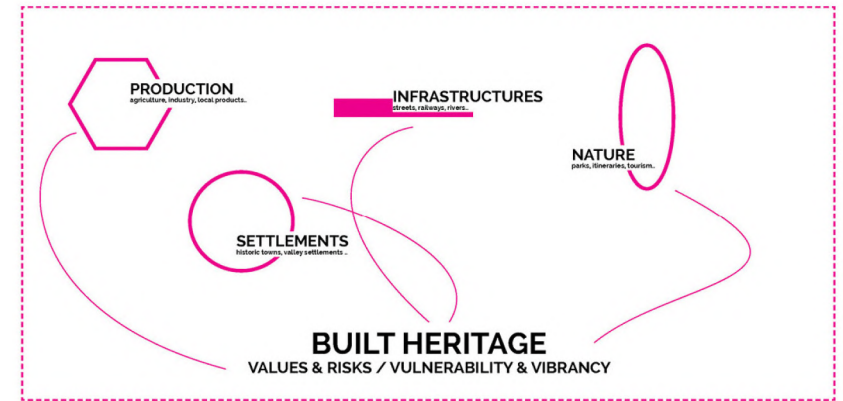 PRODUCTION
agriculture, industry, local products..
INFRASTRUCTURES
streets, railways, rivers..
NATURE
parks, itineraries, tourism..
SETTLEMENTS
historic towns, valley settlements ..
BUILT HERITAGE
VALUES & RISKS / VULNERABILITY & VIBRANCY